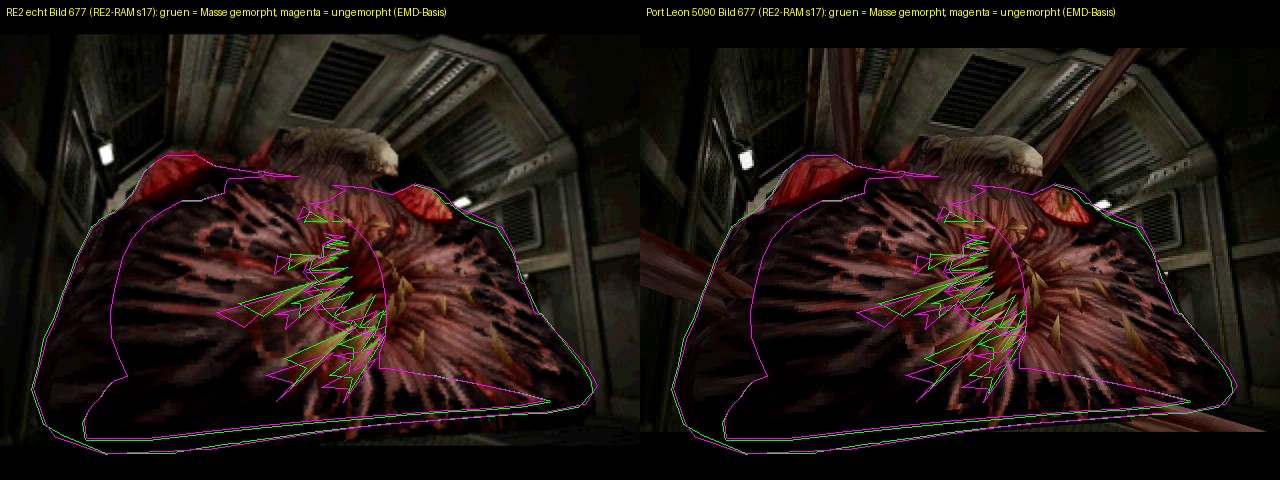 RE2 echt Bild 677 (RE2-RAM s17): gruen = Masse gemorpht, magenta = ungemorpht (EMD-Basis)
Port Leon 5090 Bild 677 (RE2-RAM s17): gruen = Masse gemorpht, magenta = ungemorpht (EMD-Basis)